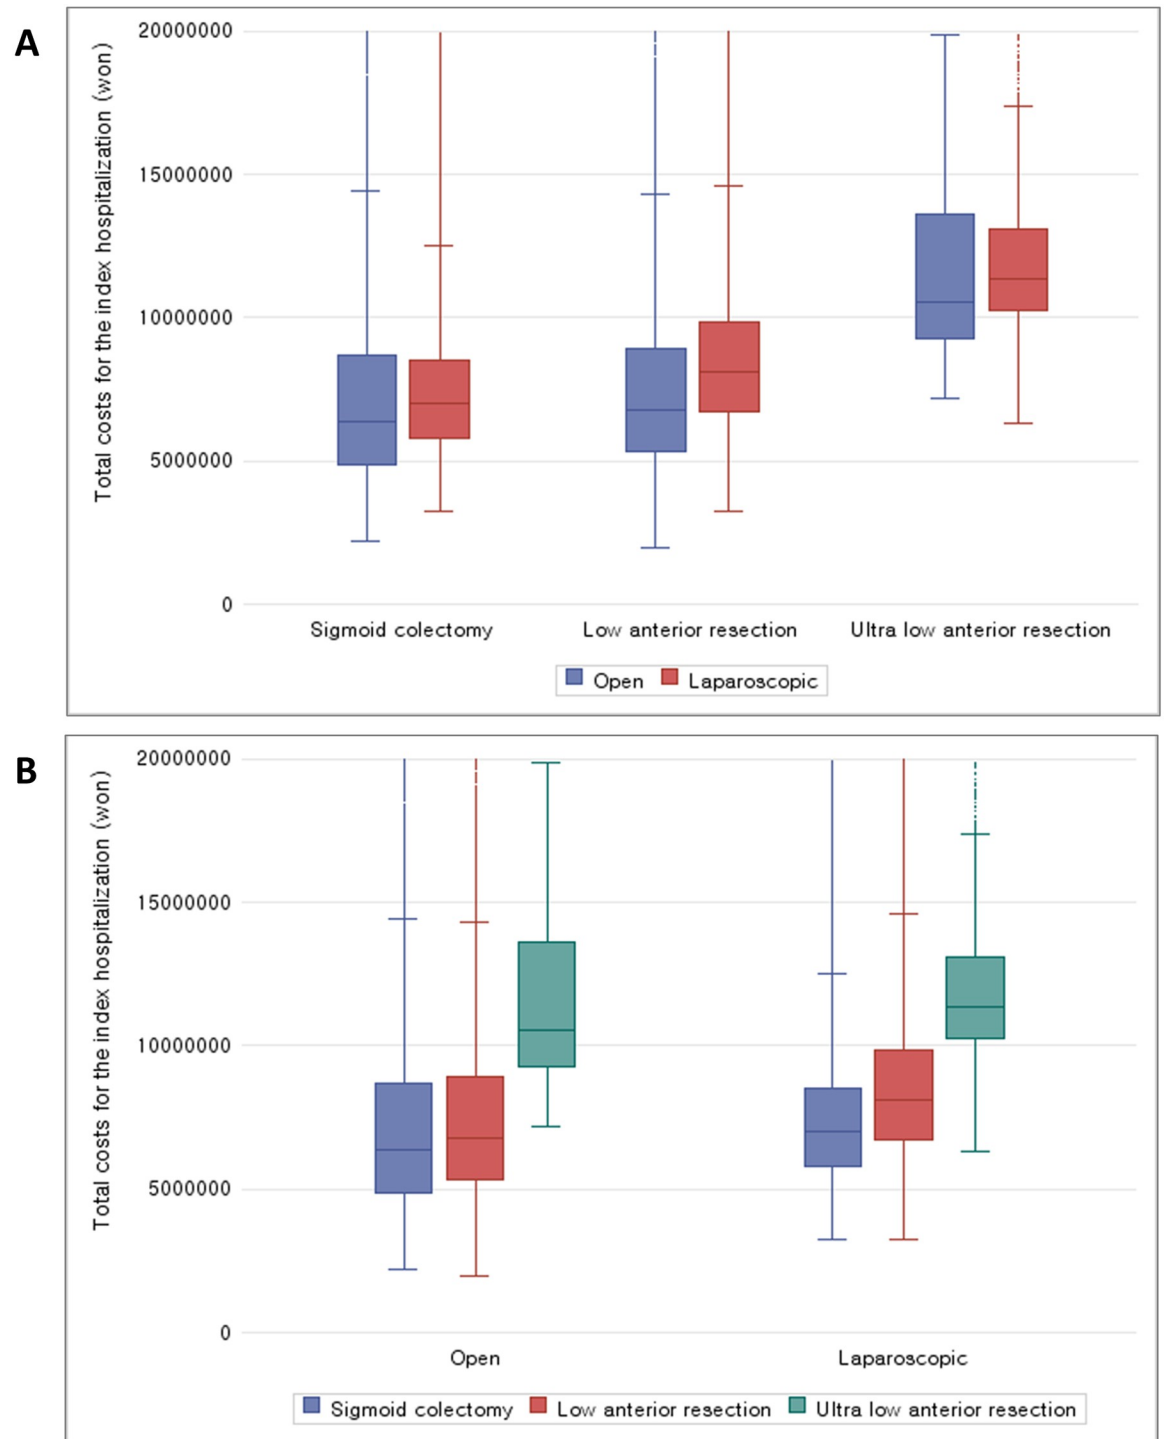 A
Total costs for the index hospitalization (won)
20000000
15000000
10000000
5000000
0
Sigmoid colectomy Low anterior resection Ultra low anterior resection
Open Laparoscopic
B
Total costs for the index hospitalization (won)
20000000
15000000
10000000
5000000
0
Open Laparoscopic
Sigmoid colectomy Low anterior resection Ultra low anterior resection